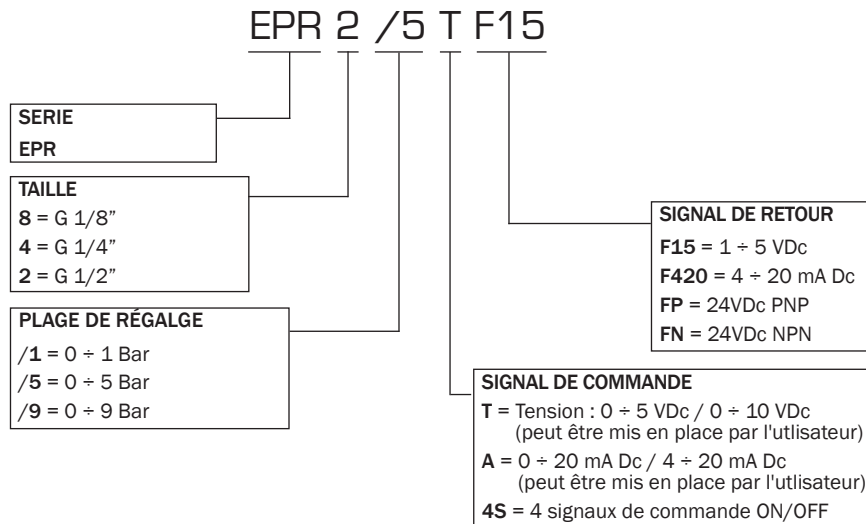 EPR 2 /5 T F15
SERIE
EPR
TAILLE
8 = G 1/8”
4 = G 1/4”
2 = G 1/2”
PLAGE DE RÉGALGE
/1 = 0 ÷ 1 Bar
/5 = 0 ÷ 5 Bar
/9 = 0 ÷ 9 Bar
SIGNAL DE RETOUR
F15 = 1 ÷ 5 VDc
F420 = 4 ÷ 20 mA Dc
FP = 24VDc PNP
FN = 24VDc NPN
SIGNAL DE COMMANDE
T = Tension : 0 ÷ 5 VDc / 0 ÷ 10 VDc
(peut être mis en place par l'utlisateur)
A = 0 ÷ 20 mA Dc / 4 ÷ 20 mA Dc
(peut être mis en place par l'utlisateur)
4S = 4 signaux de commande ON/OFF